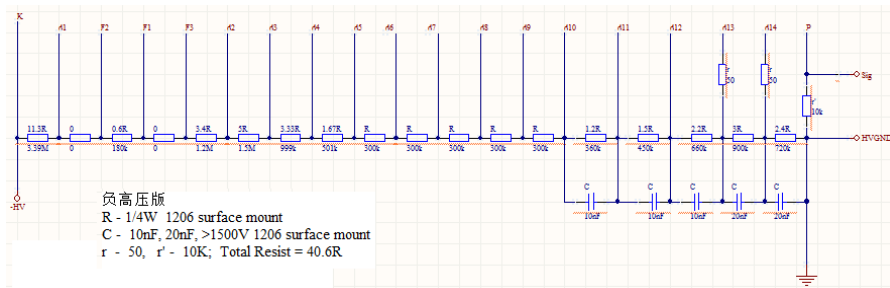 K A1 F2 F1 F3 A2 A3 A4 A5 A6 A7 A8 A9 A10 A11 A12 A13 A14 P
r r Sig
50 50
r'
10k
11.3R 0 0.6R 0 3.4R 5R 3.33R 1.67R R R R R 1.2R 1.5R 2.2R 3R 2.4R HVGND
3.39M 0 180k 0 1.2M 1.5M 999k 501k 300k 300k 300k 300k 360k 450k 660k 900k 720k
C C C C C
-HV
10nF 10nF 10nF 20nF 20nF
负高压版
R - 1/4W 1206 surface mount
C - 10nF, 20nF, >1500V 1206 surface mount
r - 50, r' - 10K; Total Resist = 40.6R